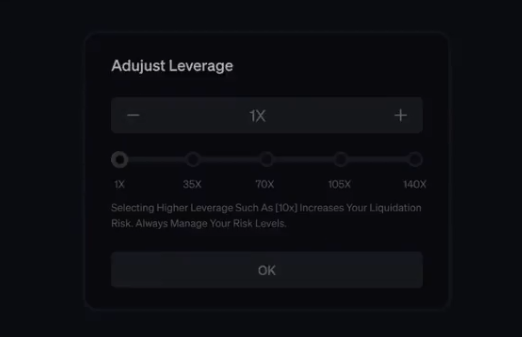 Adujust Leverage
− 1X +
1X 35X 70X 105X 140X
Selecting Higher Leverage Such As [10x] Increases Your Liquidation
Risk. Always Manage Your Risk Levels.
OK